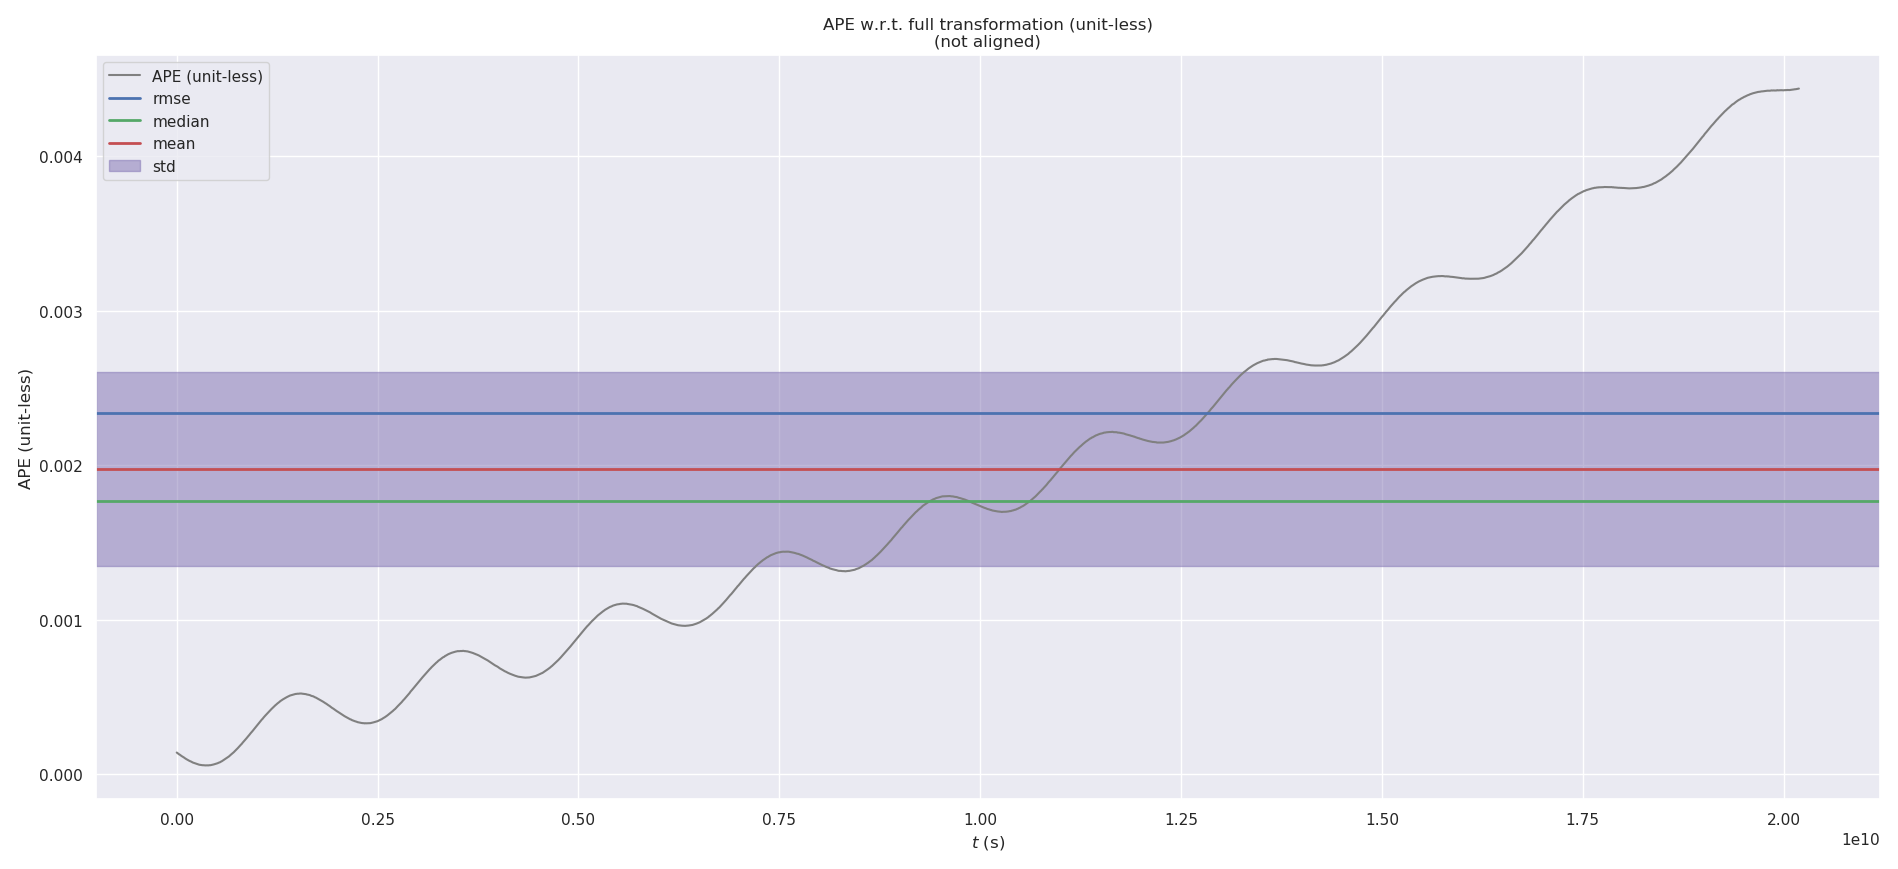 APE w.r.t. full transformation (unit-less)
(not aligned)
APE (unit-less)
rmse
median
mean
std
APE (unit-less)
0.004
0.003
0.002
0.001
0.000
0.00 0.25 0.50 0.75 1.00 1.25 1.50 1.75 2.00
1e10
t (s)